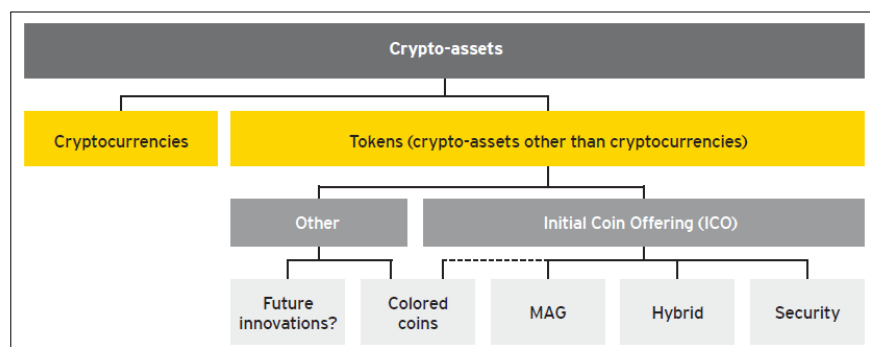 Crypto-assets
Cryptocurrencies
Tokens (crypto-assets other than cryptocurrencies)
Other
Initial Coin Offering (ICO)
Future
innovations?
Colored
coins
MAG
Hybrid
Security